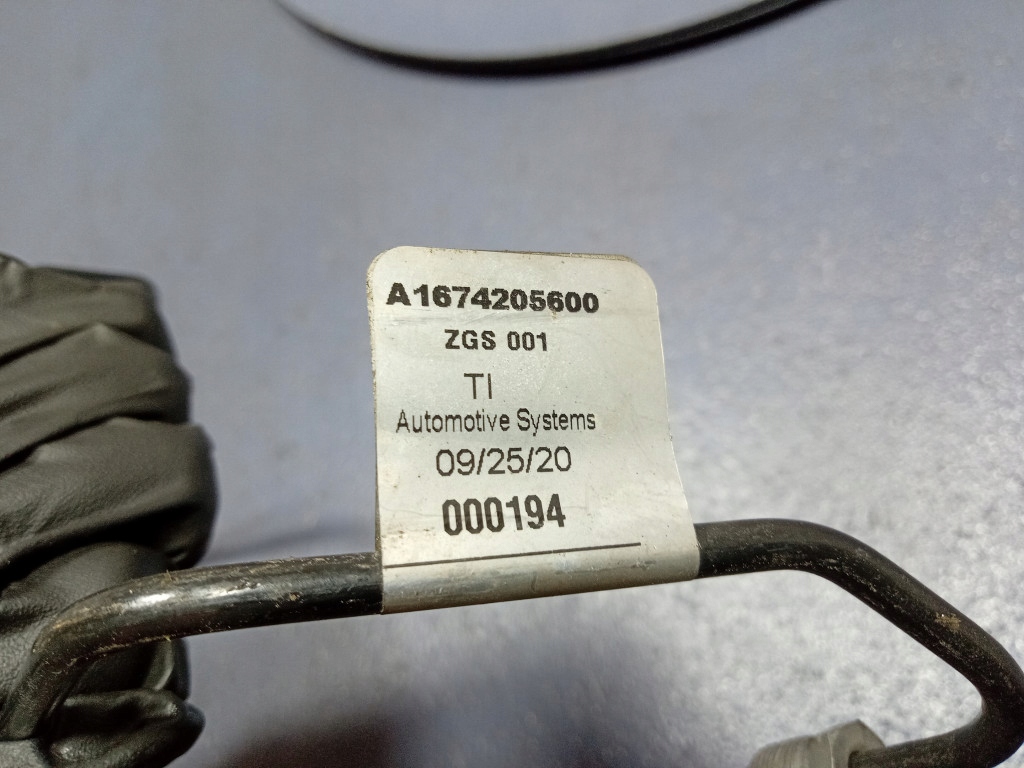 A1674205600
ZGS 001
TI
Automotive Systems
09/25/20
000194